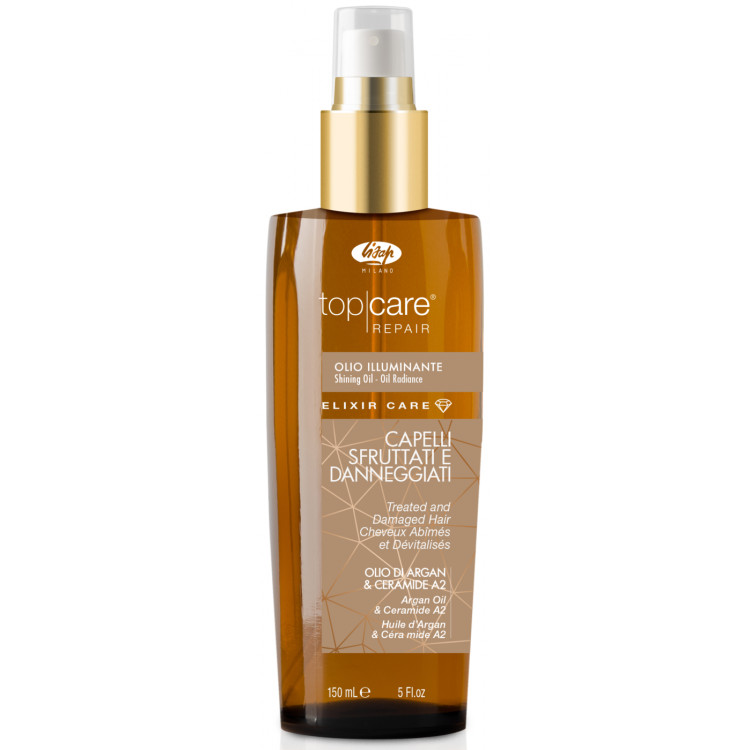 lisap
MILANO
top|care®
REPAIR
OLIO ILLUMINANTE
Shining Oil - Oil Radiance
ELIXIR CARE
CAPELLI
SFRUTTATI E
DANNEGGIATI
Treated and
Damaged Hair
Cheveux Abîmés
et Dévitalisés
OLIO DI ARGAN
& CERAMIDE A2
Argan Oil
& Ceramide A2
Huile d'Argan
& Céra mide A2
150 mL ℮ 5 Fl.oz